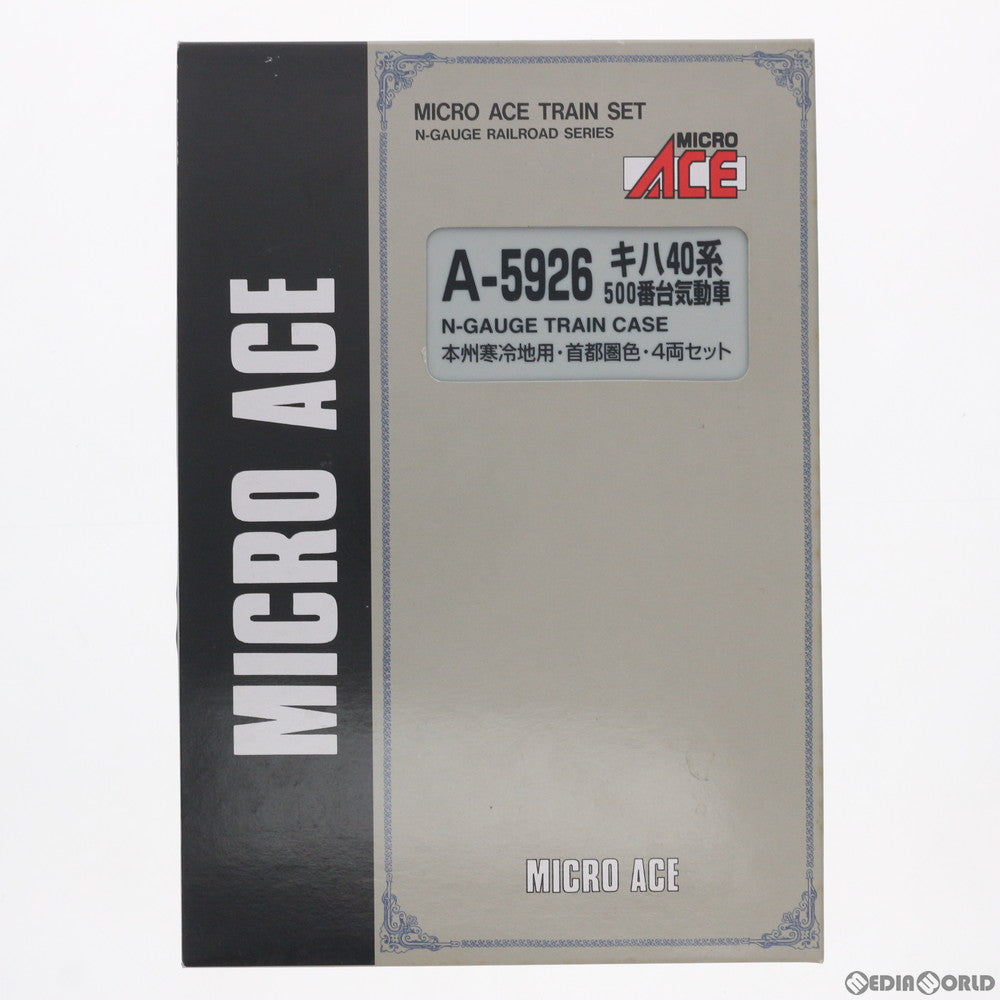 MICRO ACE
MICRO ACE TRAIN SET
N-GAUGE RAILROAD SERIES
MICRO
ACE
A-5926 キハ40系
500番台気動車
N-GAUGE TRAIN CASE
本州寒冷地用・首都圏色・4両セット
MICRO ACE
MEDIAWORLD